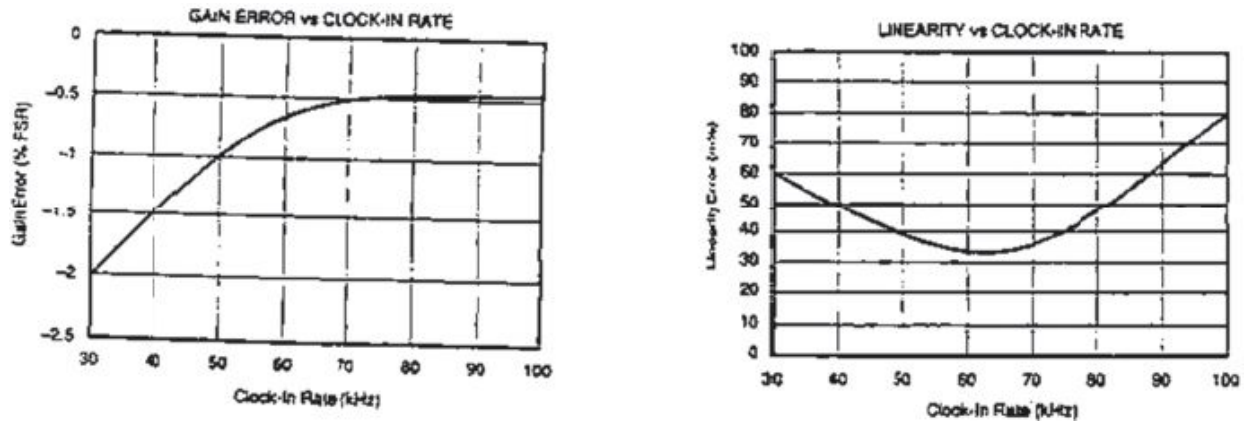 GAIN ERROR vs CLOCK-IN RATE
0
-0.5
-1
-1.5
-2
-2.5
Gain Error (% FSR)
30 40 50 60 70 80 90 100
Clock-In Rate (kHz)
LINEARITY vs CLOCK-IN RATE
100
90
80
70
60
50
40
30
20
10
0
Linearity Error (m%)
30 40 50 60 70 80 90 100
Clock-In Rate (kHz)